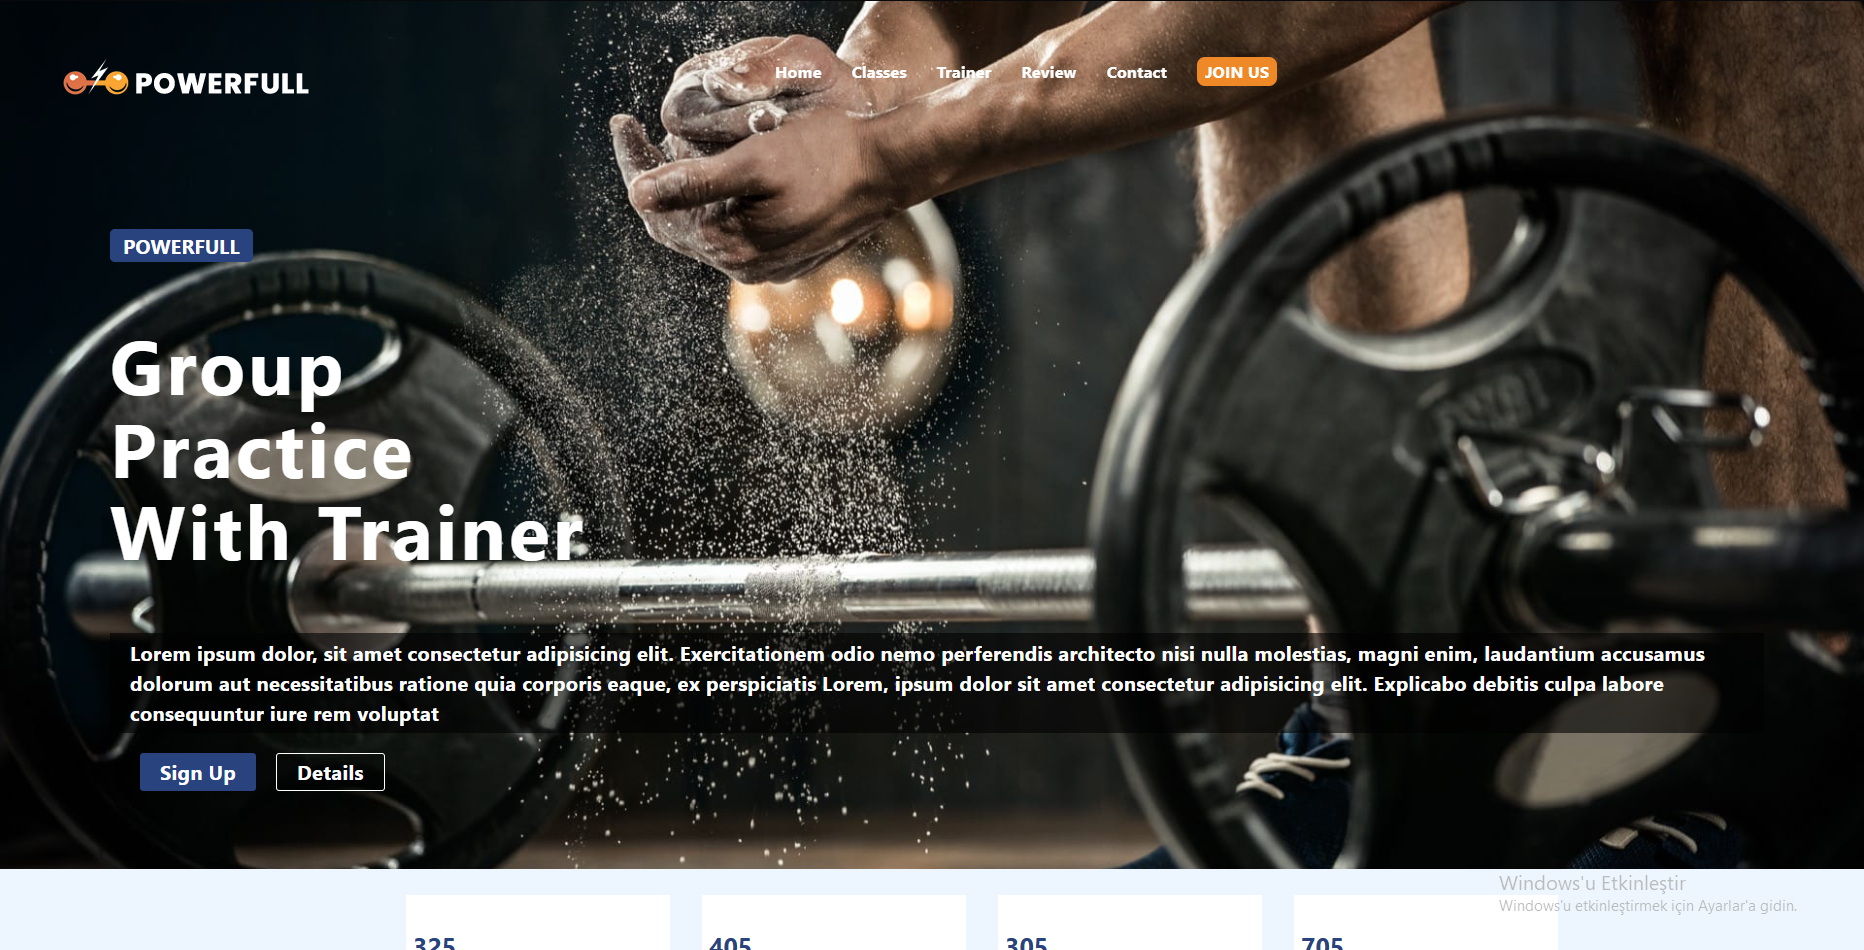 POWERFULL
Home Classes Trainer Review Contact JOIN US
POWERFULL
Group
Practice
With Trainer
Lorem ipsum dolor, sit amet consectetur adipisicing elit. Exercitationem odio nemo perferendis architecto nisi nulla molestias, magni enim, laudantium accusamus
dolorum aut necessitatibus ratione quia corporis eaque, ex perspiciatis Lorem, ipsum dolor sit amet consectetur adipisicing elit. Explicabo debitis culpa labore
consequuntur iure rem voluptat
Sign Up Details
Windows'u Etkinleştir
Windows'u etkinleştirmek için Ayarlar'a gidin.
325 405 305 705